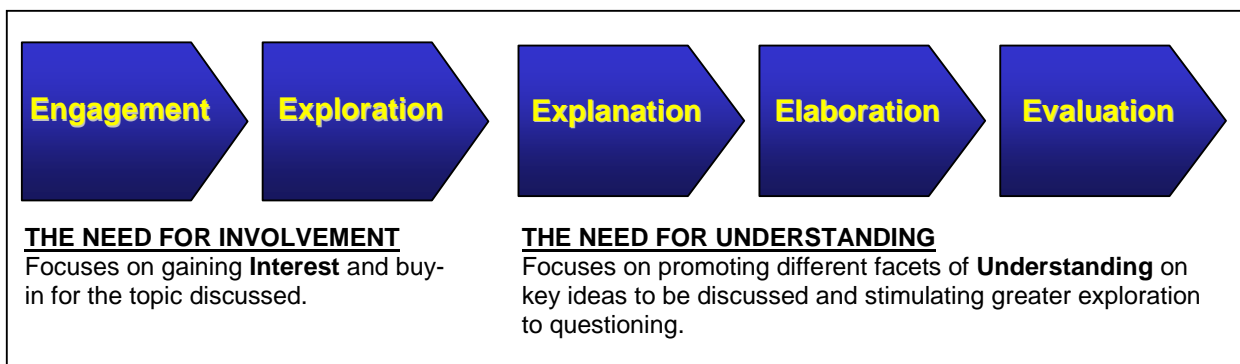 Engagement
Exploration
Explanation
Elaboration
Evaluation
THE NEED FOR INVOLVEMENT
Focuses on gaining Interest and buy-
in for the topic discussed.
THE NEED FOR UNDERSTANDING
Focuses on promoting different facets of Understanding on
key ideas to be discussed and stimulating greater exploration
to questioning.